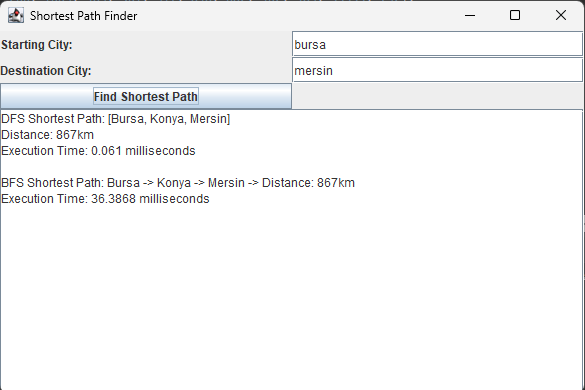 Shortest Path Finder
Starting City:
bursa
Destination City:
mersin
Find Shortest Path
DFS Shortest Path: [Bursa, Konya, Mersin]
Distance: 867km
Execution Time: 0.061 milliseconds
BFS Shortest Path: Bursa -> Konya -> Mersin -> Distance: 867km
Execution Time: 36.3868 milliseconds